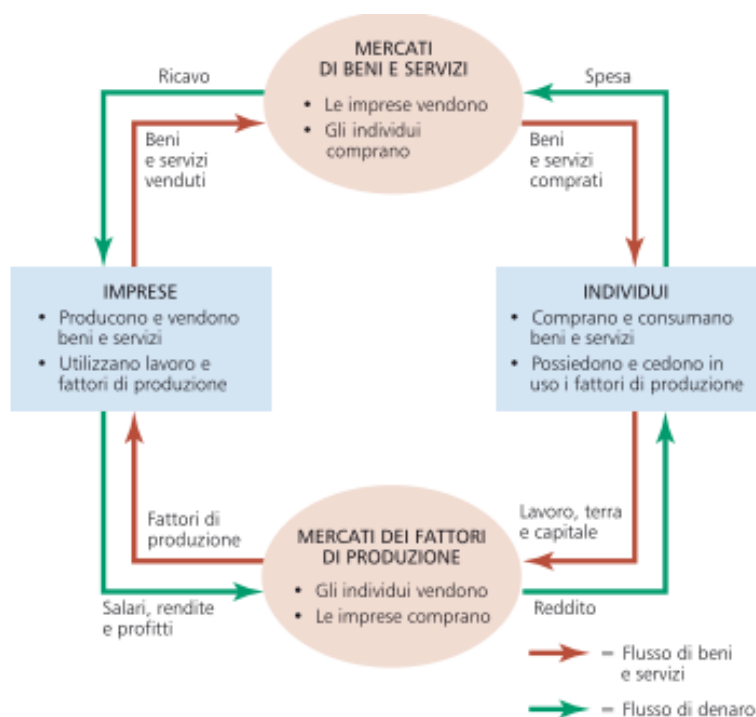 MERCATI
DI BENI E SERVIZI
• Le imprese vendono
• Gli individui
comprano
Ricavo
Spesa
Beni
e servizi
venduti
Beni
e servizi
comprati
IMPRESE
• Producono e vendono
beni e servizi
• Utilizzano lavoro e
fattori di produzione
INDIVIDUI
• Comprano e consumano
beni e servizi
• Possiedono e cedono in
uso i fattori di produzione
Fattori di
produzione
Lavoro, terra
e capitale
MERCATI DEI FATTORI
DI PRODUZIONE
• Gli individui vendono
• Le imprese comprano
Salari, rendite
e profitti
Reddito
= Flusso di beni
e servizi
= Flusso di denaro